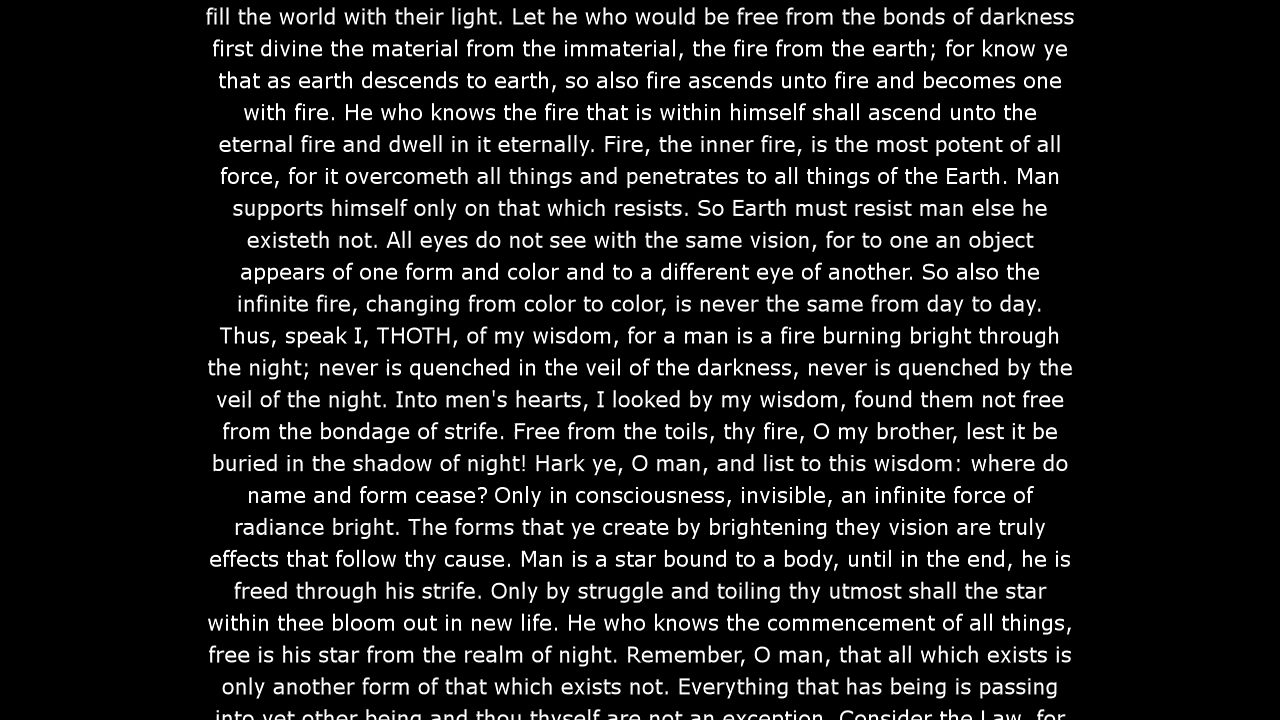 fill the world with their light. Let he who would be free from the bonds of darkness
first divine the material from the immaterial, the fire from the earth; for know ye
that as earth descends to earth, so also fire ascends unto fire and becomes one
with fire. He who knows the fire that is within himself shall ascend unto the
eternal fire and dwell in it eternally. Fire, the inner fire, is the most potent of all
force, for it overcometh all things and penetrates to all things of the Earth. Man
supports himself only on that which resists. So Earth must resist man else he
existeth not. All eyes do not see with the same vision, for to one an object
appears of one form and color and to a different eye of another. So also the
infinite fire, changing from color to color, is never the same from day to day.
Thus, speak I, THOTH, of my wisdom, for a man is a fire burning bright through
the night; never is quenched in the veil of the darkness, never is quenched by the
veil of the night. Into men's hearts, I looked by my wisdom, found them not free
from the bondage of strife. Free from the toils, thy fire, O my brother, lest it be
buried in the shadow of night! Hark ye, O man, and list to this wisdom: where do
name and form cease? Only in consciousness, invisible, an infinite force of
radiance bright. The forms that ye create by brightening they vision are truly
effects that follow thy cause. Man is a star bound to a body, until in the end, he is
freed through his strife. Only by struggle and toiling thy utmost shall the star
within thee bloom out in new life. He who knows the commencement of all things,
free is his star from the realm of night. Remember, O man, that all which exists is
only another form of that which exists not. Everything that has being is passing
into yet other being and thou thyself are not an exception. Consider the Law, for